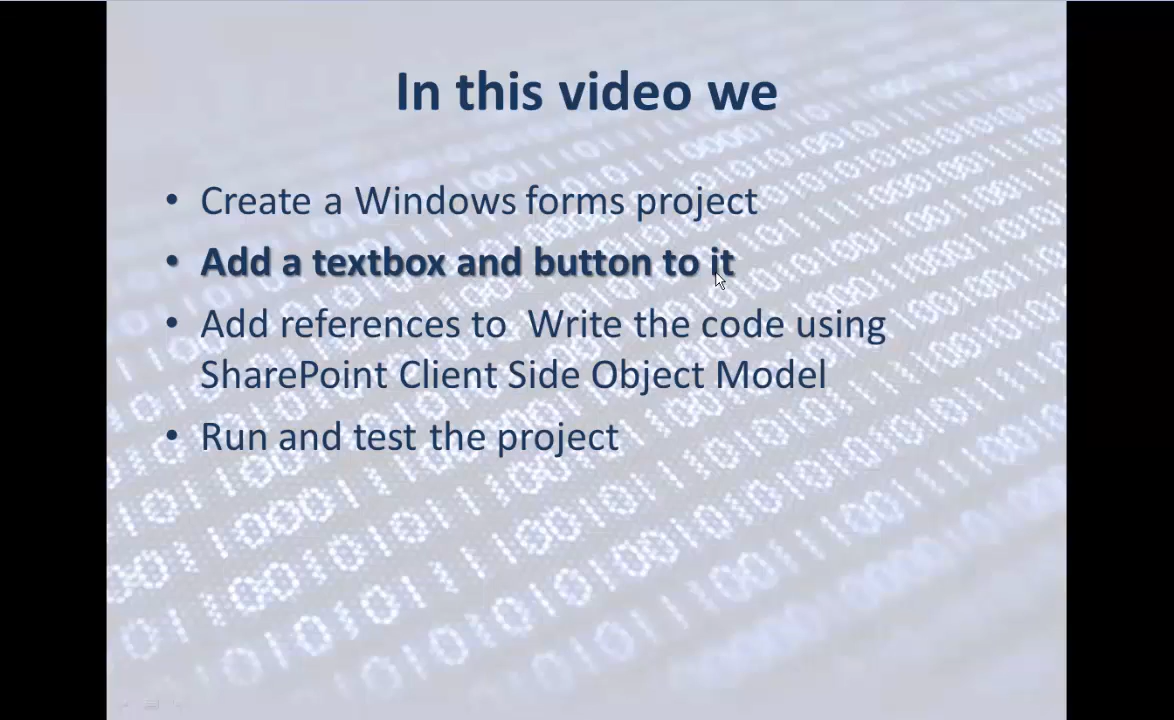 In this video we
• Create a Windows forms project
• Add a textbox and button to it
• Add references to  Write the code using
SharePoint Client Side Object Model
• Run and test the project